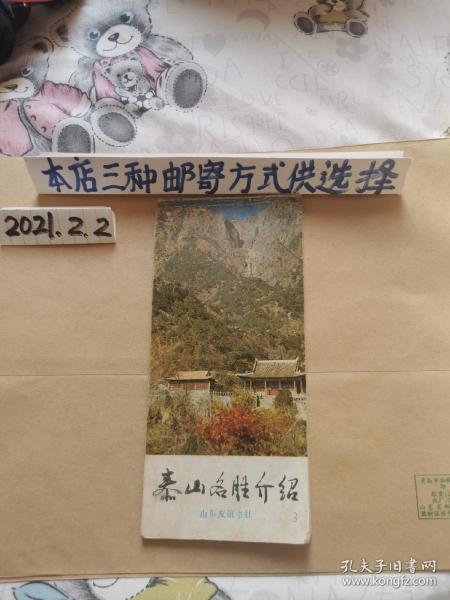 本店三种邮寄方式供选择
2021.2.2
泰山名胜介绍
山东友谊书社
3
孔夫子旧书网
www.kongfz.com